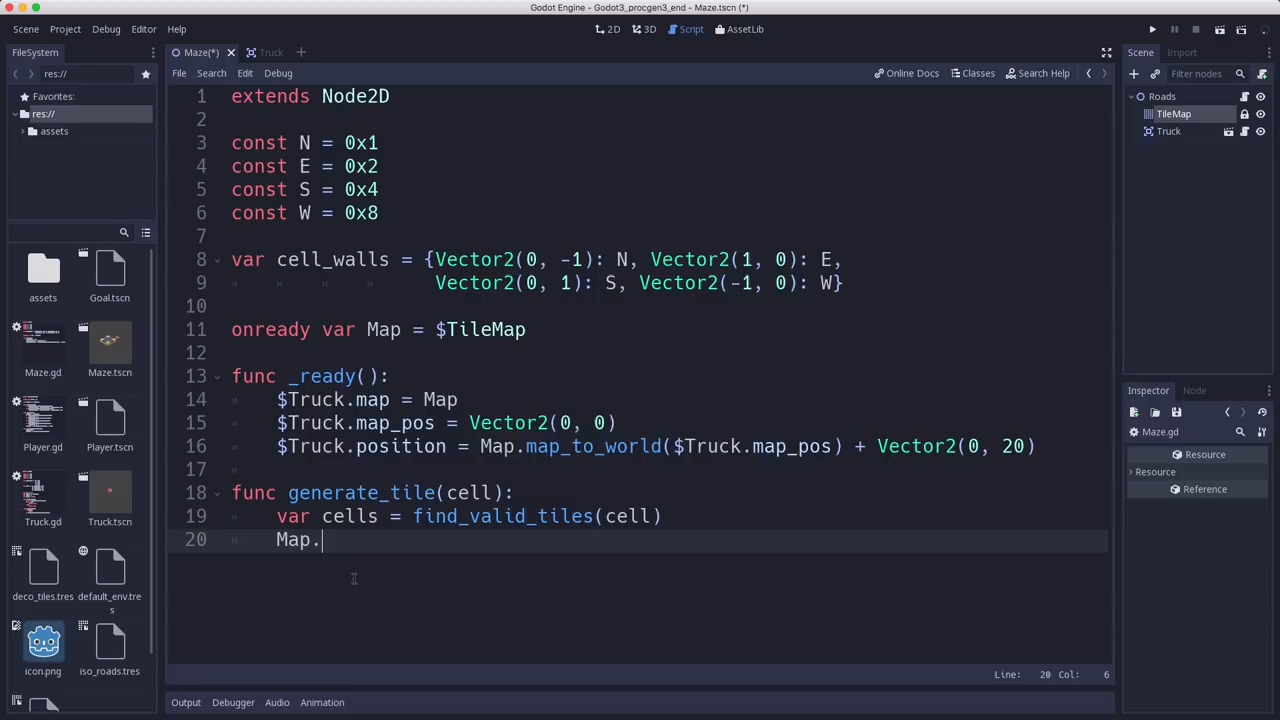 Godot Engine - Godot3_procgen3_end - Maze.tscn (*)
Scene Project Debug Editor Help
2D 3D Script AssetLib
FileSystem
res://
Favorites:
res://
assets
assets
Goal.tscn
Maze.gd
Maze.tscn
Player.gd
Player.tscn
Truck.gd
Truck.tscn
deco_tiles.tres
default_env.tre
s
icon.png
iso_roads.tres
Maze(*)
Truck
File Search Edit Debug
Online Docs Classes Search Help
1 extends Node2D
2
3 const N = 0x1
4 const E = 0x2
5 const S = 0x4
6 const W = 0x8
7
8 var cell_walls = {Vector2(0, -1): N, Vector2(1, 0): E,
9 Vector2(0, 1): S, Vector2(-1, 0): W}
10
11 onready var Map = $TileMap
12
13 func _ready():
14 $Truck.map = Map
15 $Truck.map_pos = Vector2(0, 0)
16 $Truck.position = Map.map_to_world($Truck.map_pos) + Vector2(0, 20)
17
18 func generate_tile(cell):
19 var cells = find_valid_tiles(cell)
20 Map.
Line: 20 Col: 6
Output Debugger Audio Animation
Scene Import
Filter nodes
Roads
TileMap
Truck
Inspector Node
Maze.gd
Resource
Resource
Reference